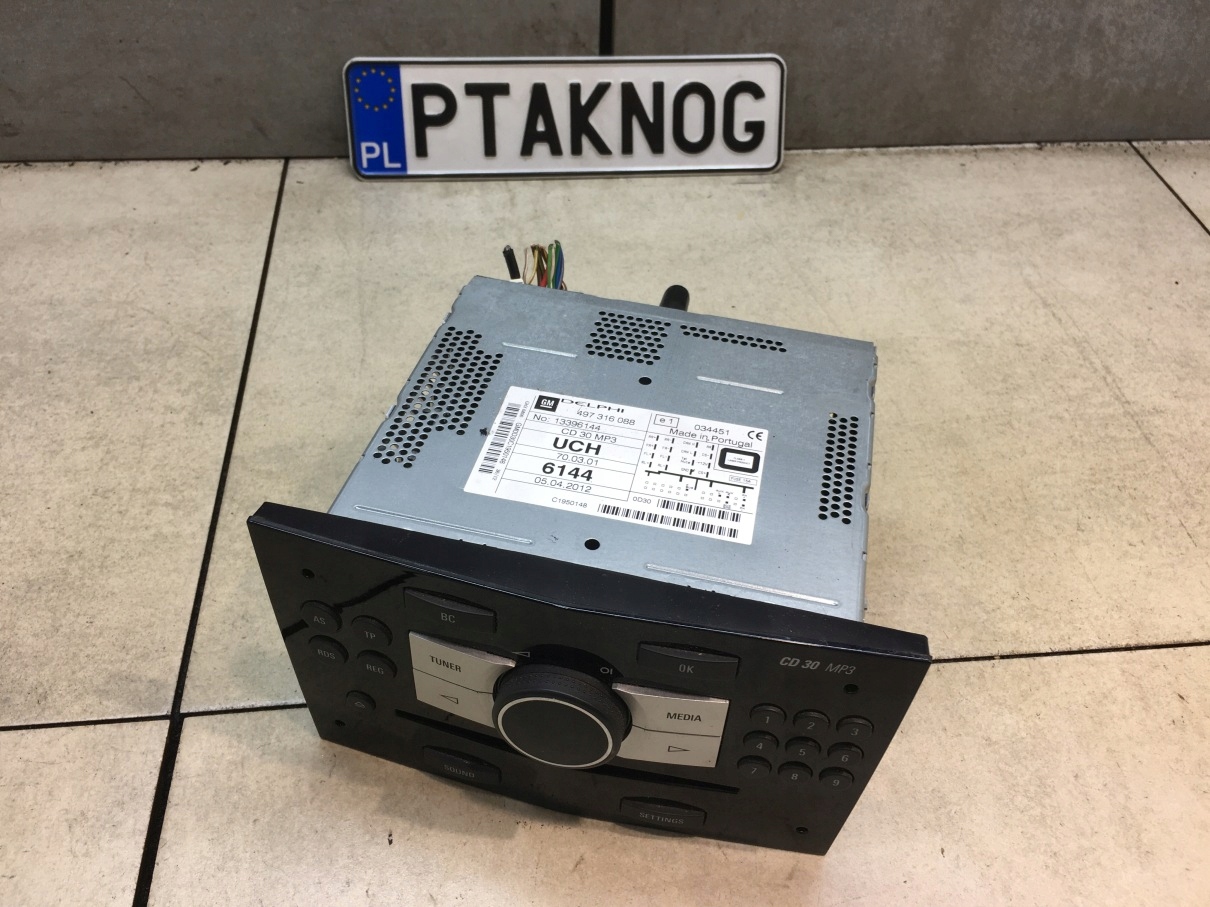 PL PTAKNOG
GM DELPHI
497 316 088
No. 13396144
CD 30 MP3
UCH
70.03.01
6144
05.04.2012
e 1 034451 CE
Made in Portugal
C1950148
0D30
BC
OK
CD 30 MP3
AS
TP
RDS
REG
TUNER
MEDIA
1 2 3
4 5 6
7 8 9
SOUND
SETTINGS